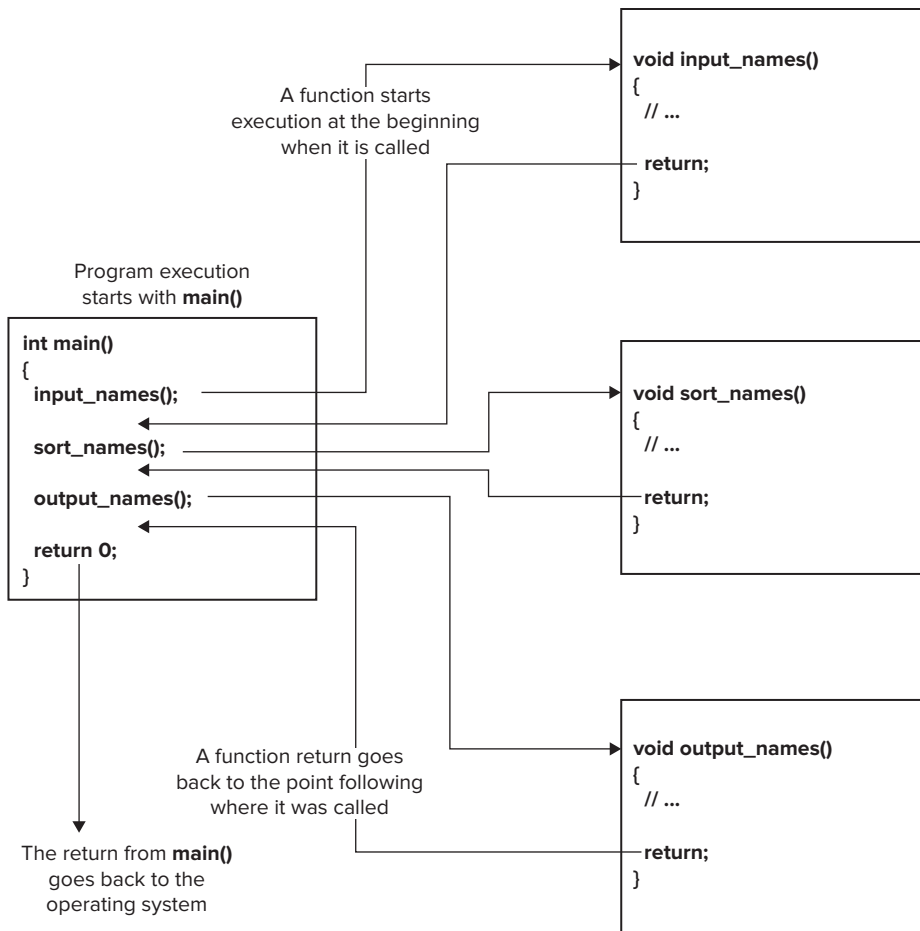 void input_names()
{
// ...
return;
}
A function starts
execution at the beginning
when it is called
Program execution
starts with main()
int main()
{
input_names();
sort_names();
output_names();
return 0;
}
void sort_names()
{
// ...
return;
}
void output_names()
{
// ...
return;
}
A function return goes
back to the point following
where it was called
The return from main()
goes back to the
operating system